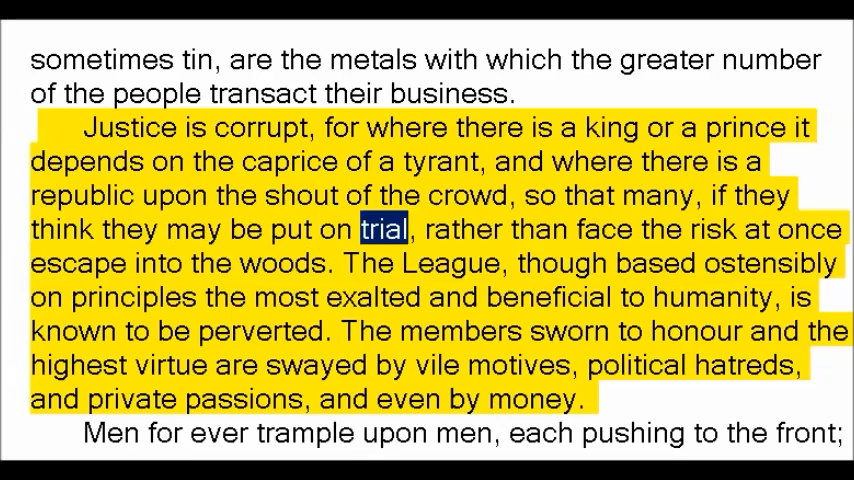 sometimes tin, are the metals with which the greater number
of the people transact their business.
Justice is corrupt, for where there is a king or a prince it
depends on the caprice of a tyrant, and where there is a
republic upon the shout of the crowd, so that many, if they
think they may be put on trial, rather than face the risk at once
escape into the woods. The League, though based ostensibly
on principles the most exalted and beneficial to humanity, is
known to be perverted. The members sworn to honour and the
highest virtue are swayed by vile motives, political hatreds,
and private passions, and even by money.
Men for ever trample upon men, each pushing to the front;